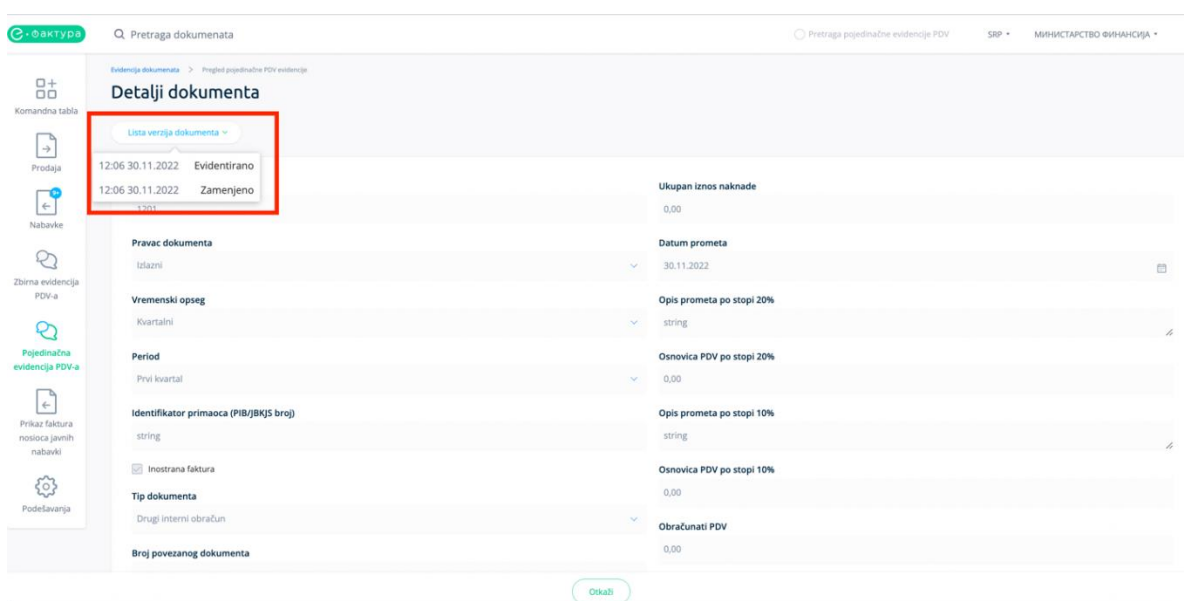 е·Фактура
Pretraga dokumenata
Pretraga pojedinačne evidencije PDV
SRP
МИНИСТАРСТВО ФИНАНСИЈА
Evidencija dokumenata > Pregled pojedinačne PDV evidencije
Detalji dokumenta
Lista verzija dokumenta
12:06 30.11.2022 Evidentirano
12:06 30.11.2022 Zamenjeno
Komandna tabla
Prodaja
9+
Nabavke
Zbirna evidencija
PDV-a
Pojedinačna
evidencija PDV-a
Prikaz faktura
nosioca javnih
nabavki
Podešavanja
1201
Pravac dokumenta
Izlazni
Vremenski opseg
Kvartalni
Period
Prvi kvartal
Identifikator primaoca (PIB/JBKJS broj)
string
Inostrana faktura
Tip dokumenta
Drugi interni obračun
Broj povezanog dokumenta
Ukupan iznos naknade
0,00
Datum prometa
30.11.2022
Opis prometa po stopi 20%
string
Osnovica PDV po stopi 20%
0,00
Opis prometa po stopi 10%
string
Osnovica PDV po stopi 10%
0,00
Obračunati PDV
0,00
Otkaži